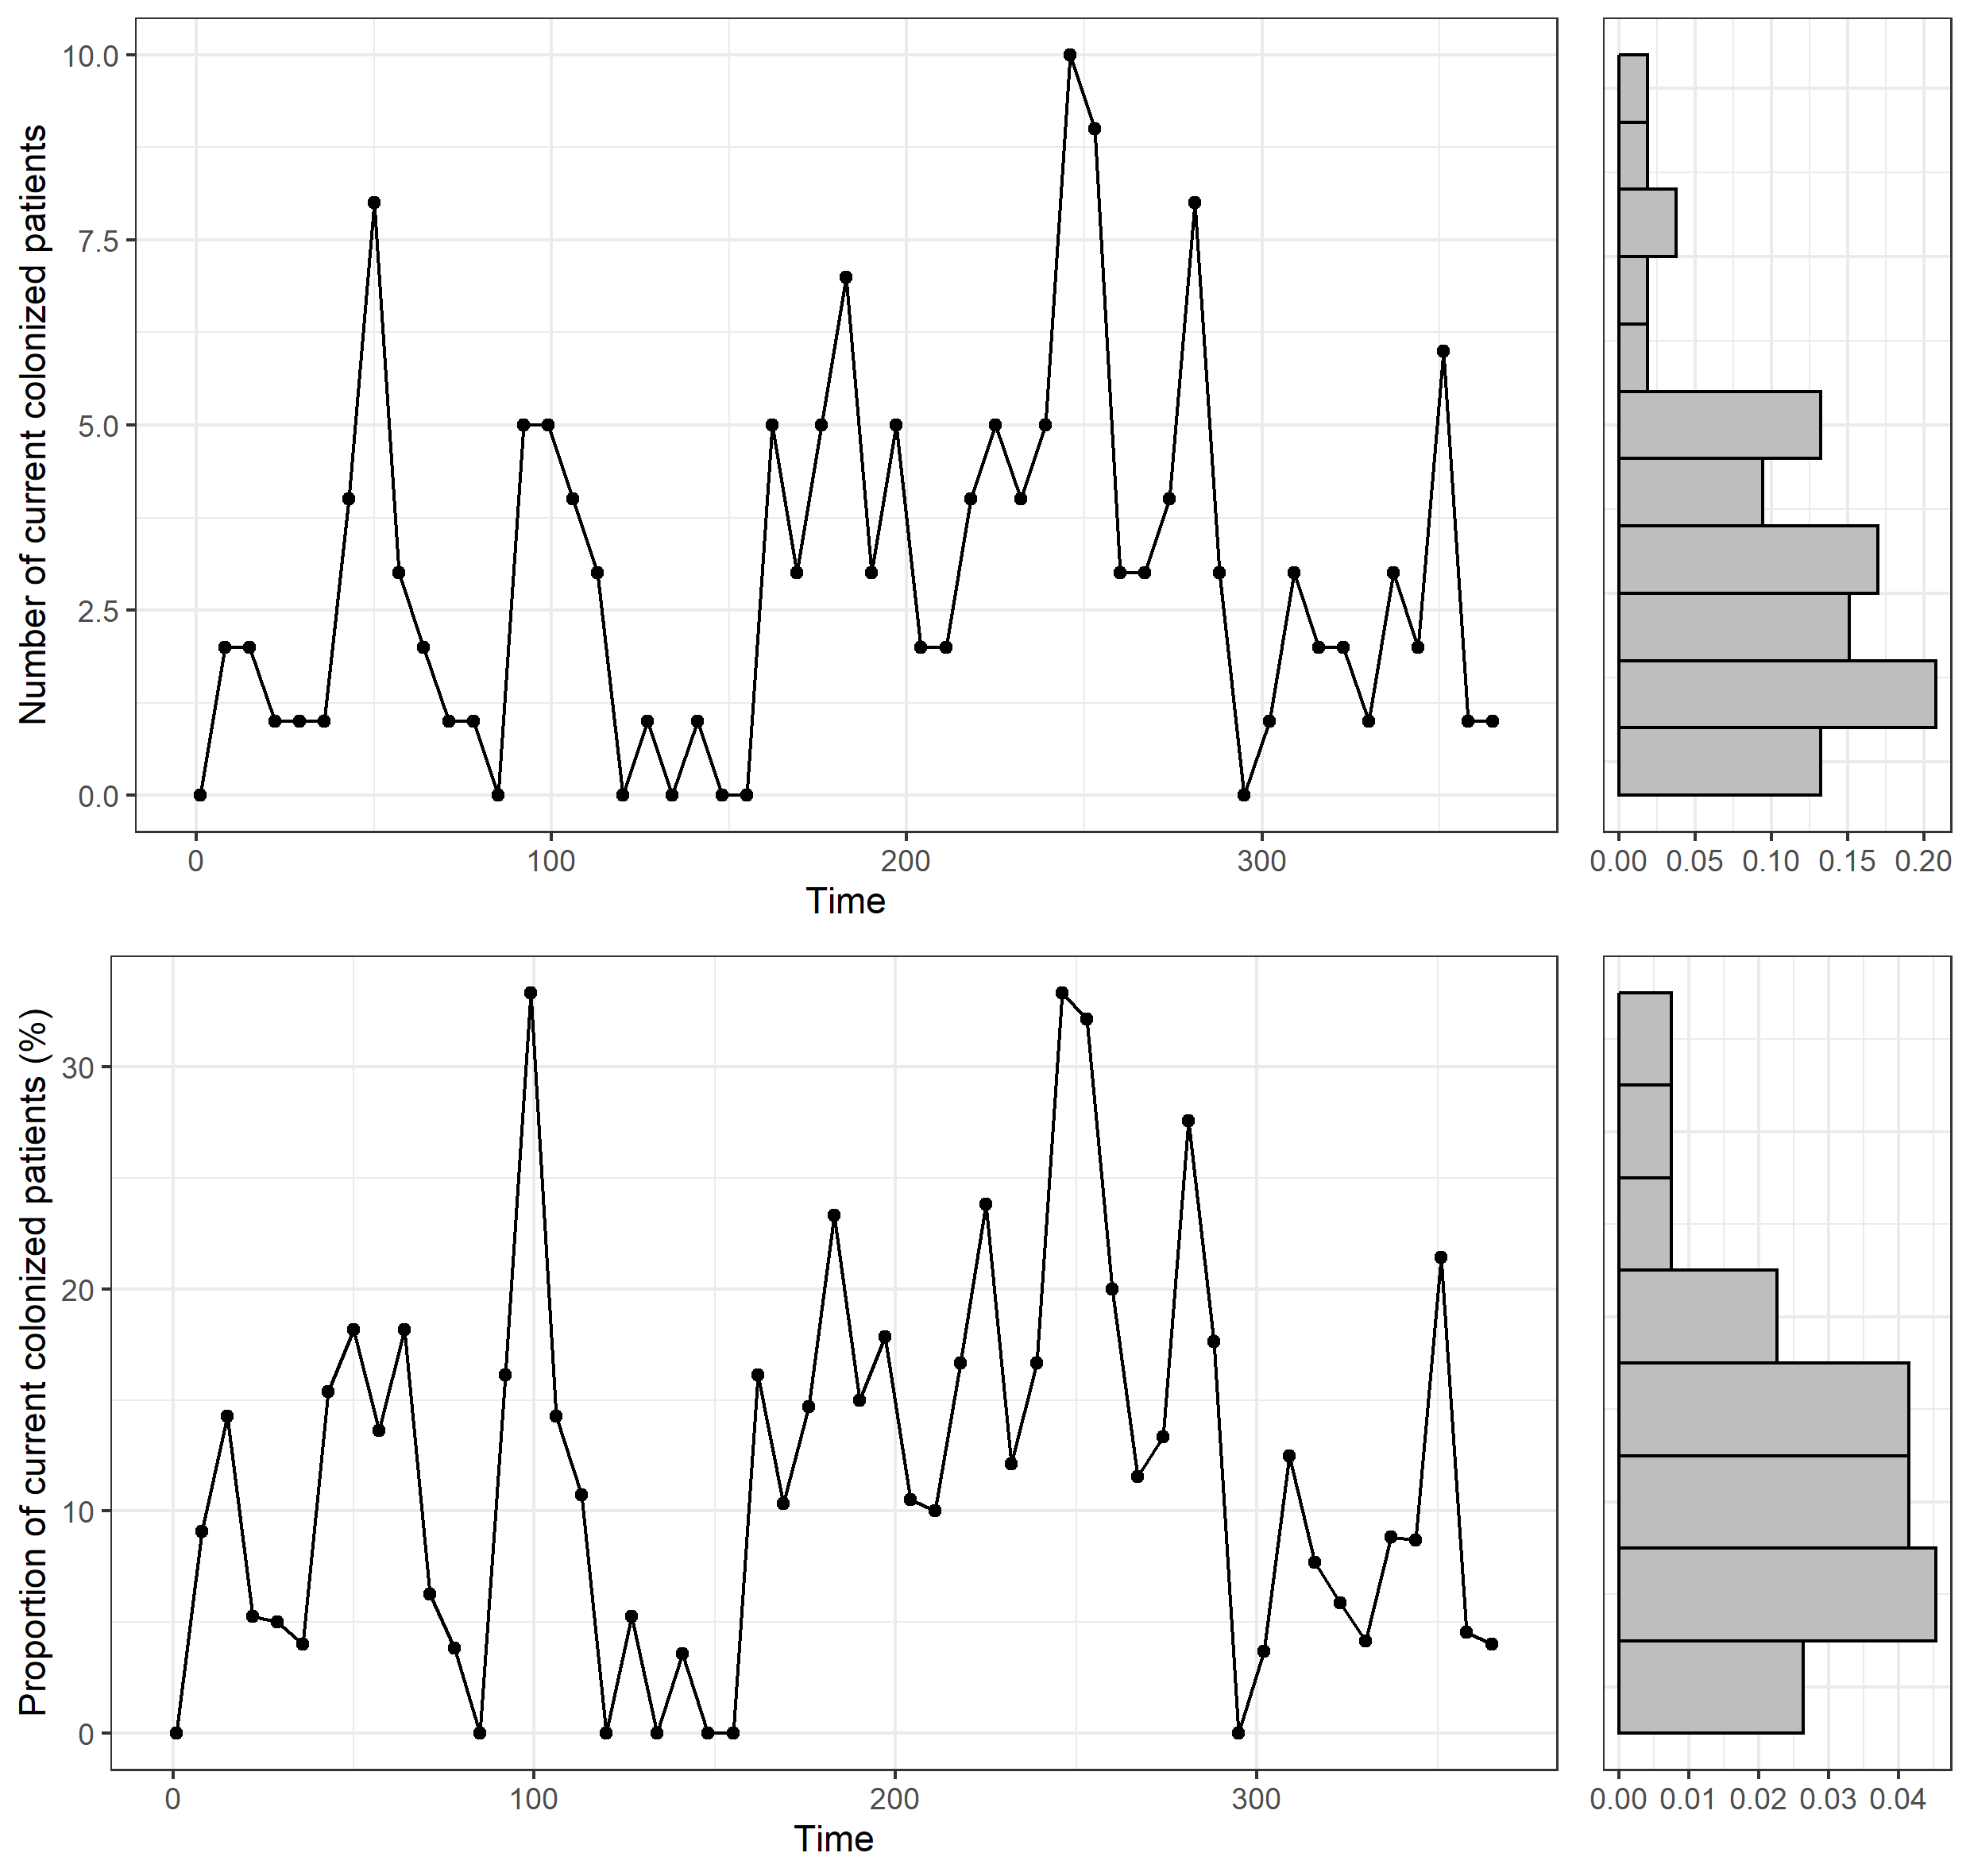 Number of current colonized patients
10.0
7.5
5.0
2.5
0.0
0 100 200 300
Time
0.00 0.05 0.10 0.15 0.20
Proportion of current colonized patients (%)
30
20
10
0
0 100 200 300
Time
0.00 0.01 0.02 0.03 0.04